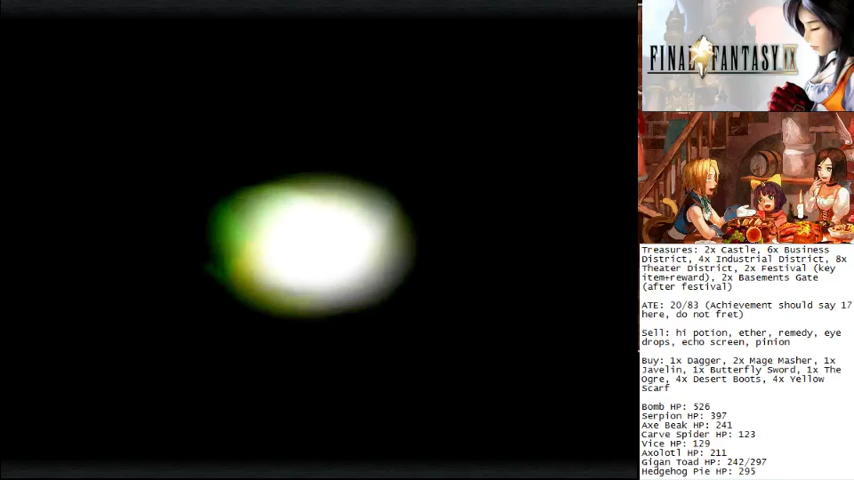 FINAL FANTASY IX
Treasures: 2x Castle, 6x Business
District, 4x Industrial District, 8x
Theater District, 2x Festival (key
item+reward), 2x Basements Gate
(after festival)
ATE: 20/83 (Achievement should say 17
here, do not fret)
Sell: hi potion, ether, remedy, eye
drops, echo screen, pinion
Buy: 1x Dagger, 2x Mage Masher, 1x
Javelin, 1x Butterfly Sword, 1x The
Ogre, 4x Desert Boots, 4x Yellow
Scarf
Bomb HP: 526
Serpion HP: 397
Axe Beak HP: 241
Carve Spider HP: 123
Vice HP: 129
Axolotl HP: 211
Gigan Toad HP: 242/297
Hedgehog Pie HP: 295